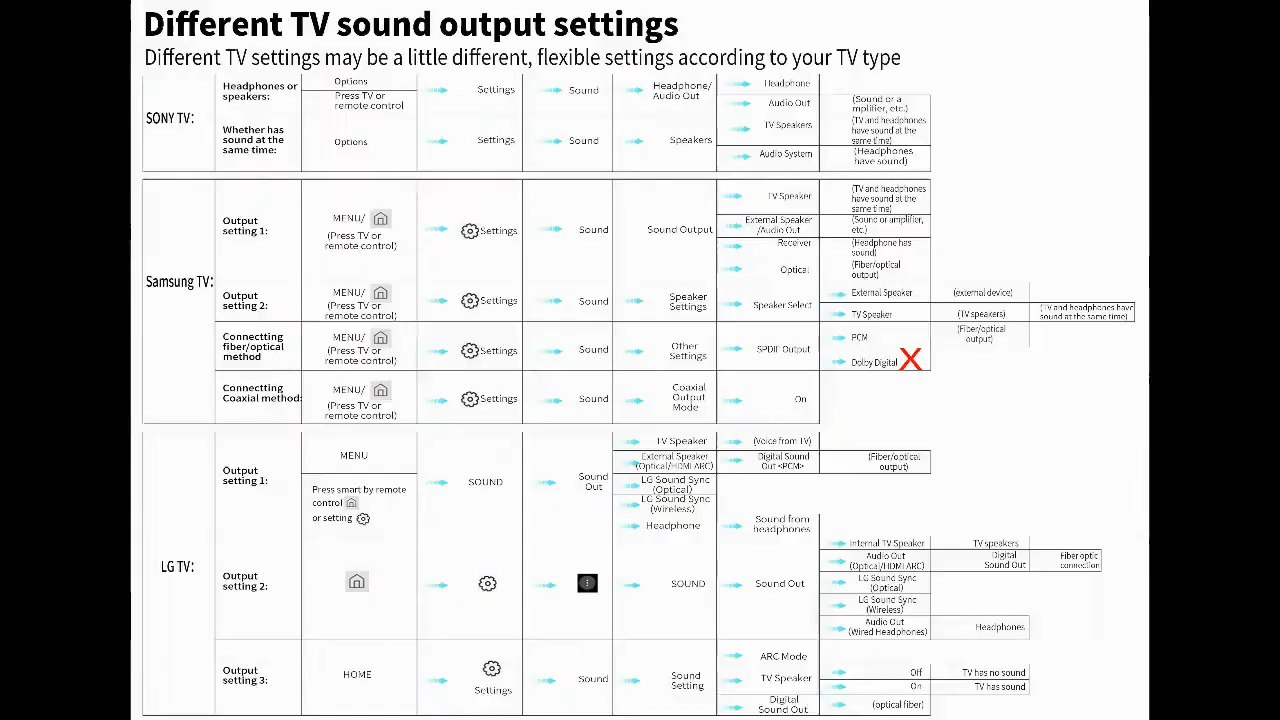 Different TV sound output settings
Different TV settings may be a little different, flexible settings according to your TV type
SONY TV:
Headphones or
speakers:
Options
Press TV or
remote control
Settings
Sound
Headphone/
Audio Out
Headphone
Audio Out
(Sound or a
mplifier, etc.)
Whether has
sound at the
same time:
Options
Settings
Sound
Speakers
TV Speakers
(TV and headphones
have sound at the
same time)
Audio System
(Headphones
have sound)
Samsung TV:
Output
setting 1:
MENU/
(Press TV or
remote control)
Settings
Sound
Sound Output
TV Speaker
(TV and headphones
have sound at the
same time)
External Speaker
/Audio Out
(Sound or amplifier,
etc.)
Receiver
(Headphone has
sound)
Optical
(Fiber/optical
output)
Output
setting 2:
MENU/
(Press TV or
remote control)
Settings
Sound
Speaker
Settings
Speaker Select
External Speaker
(external device)
TV Speaker
(TV speakers)
(TV and headphones have
sound at the same time)
Connectting
fiber/optical
method
MENU/
(Press TV or
remote control)
Settings
Sound
Other
Settings
SPDIF Output
PCM
(Fiber/optical
output)
Dolby Digital X
Connectting
Coaxial method:
MENU/
(Press TV or
remote control)
Settings
Sound
Coaxial
Output
Mode
On
LG TV:
Output
setting 1:
MENU
Press smart by remote
control
or setting
SOUND
Sound
Out
TV Speaker
(Voice from TV)
External Speaker
(Optical/HDMI ARC)
Digital Sound
Out <PCM>
(Fiber/optical
output)
LG Sound Sync
(Optical)
LG Sound Sync
(Wireless)
Headphone
Sound from
headphones
Output
setting 2:
SOUND
Sound Out
Internal TV Speaker
TV speakers
Audio Out
(Optical/HDMI ARC)
Digital
Sound Out
Fiber optic
connection
LG Sound Sync
(Optical)
LG Sound Sync
(Wireless)
Audio Out
(Wired Headphones)
Headphones
Output
setting 3:
HOME
Settings
Sound
Sound
Setting
ARC Mode
TV Speaker
Off
TV has no sound
On
TV has sound
Digital
Sound Out
(optical fiber)